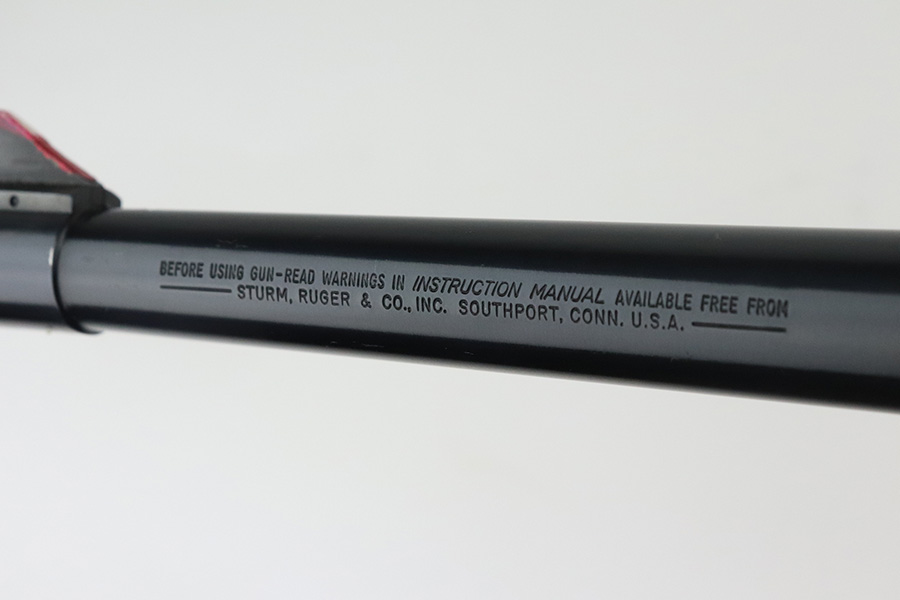 BEFORE USING GUN-READ WARNINGS IN INSTRUCTION MANUAL AVAILABLE FREE FROM
STURM, RUGER & CO., INC. SOUTHPORT, CONN. U.S.A.